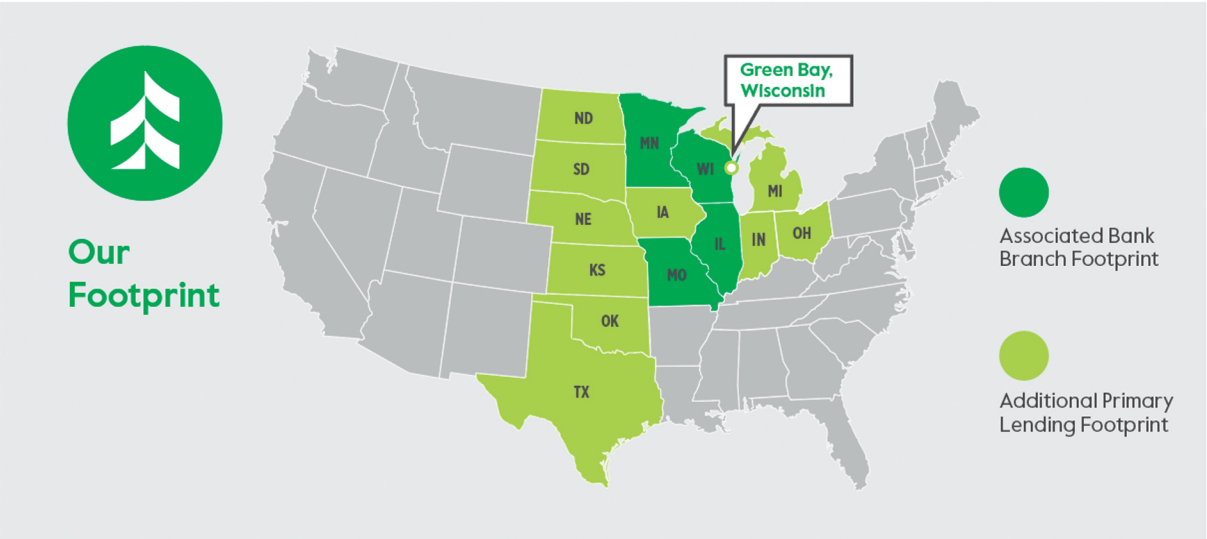 Our
Footprint
Green Bay,
Wisconsin
ND
MN
SD
WI
MI
NE
IA
IL
IN
OH
KS
MO
OK
TX
Associated Bank
Branch Footprint
Additional Primary
Lending Footprint